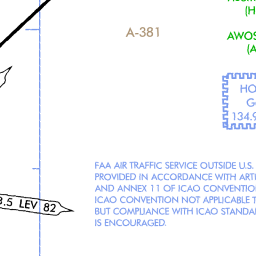 A-381
AWOS
(A
HO
G
134.9
FAA AIR TRAFFIC SERVICE OUTSIDE U.S.
PROVIDED IN ACCORDANCE WITH ARTI
AND ANNEX 11 OF ICAO CONVENTION
ICAO CONVENTION NOT APPLICABLE T
BUT COMPLIANCE WITH ICAO STANDA
IS ENCOURAGED.
3.5 LEV 82